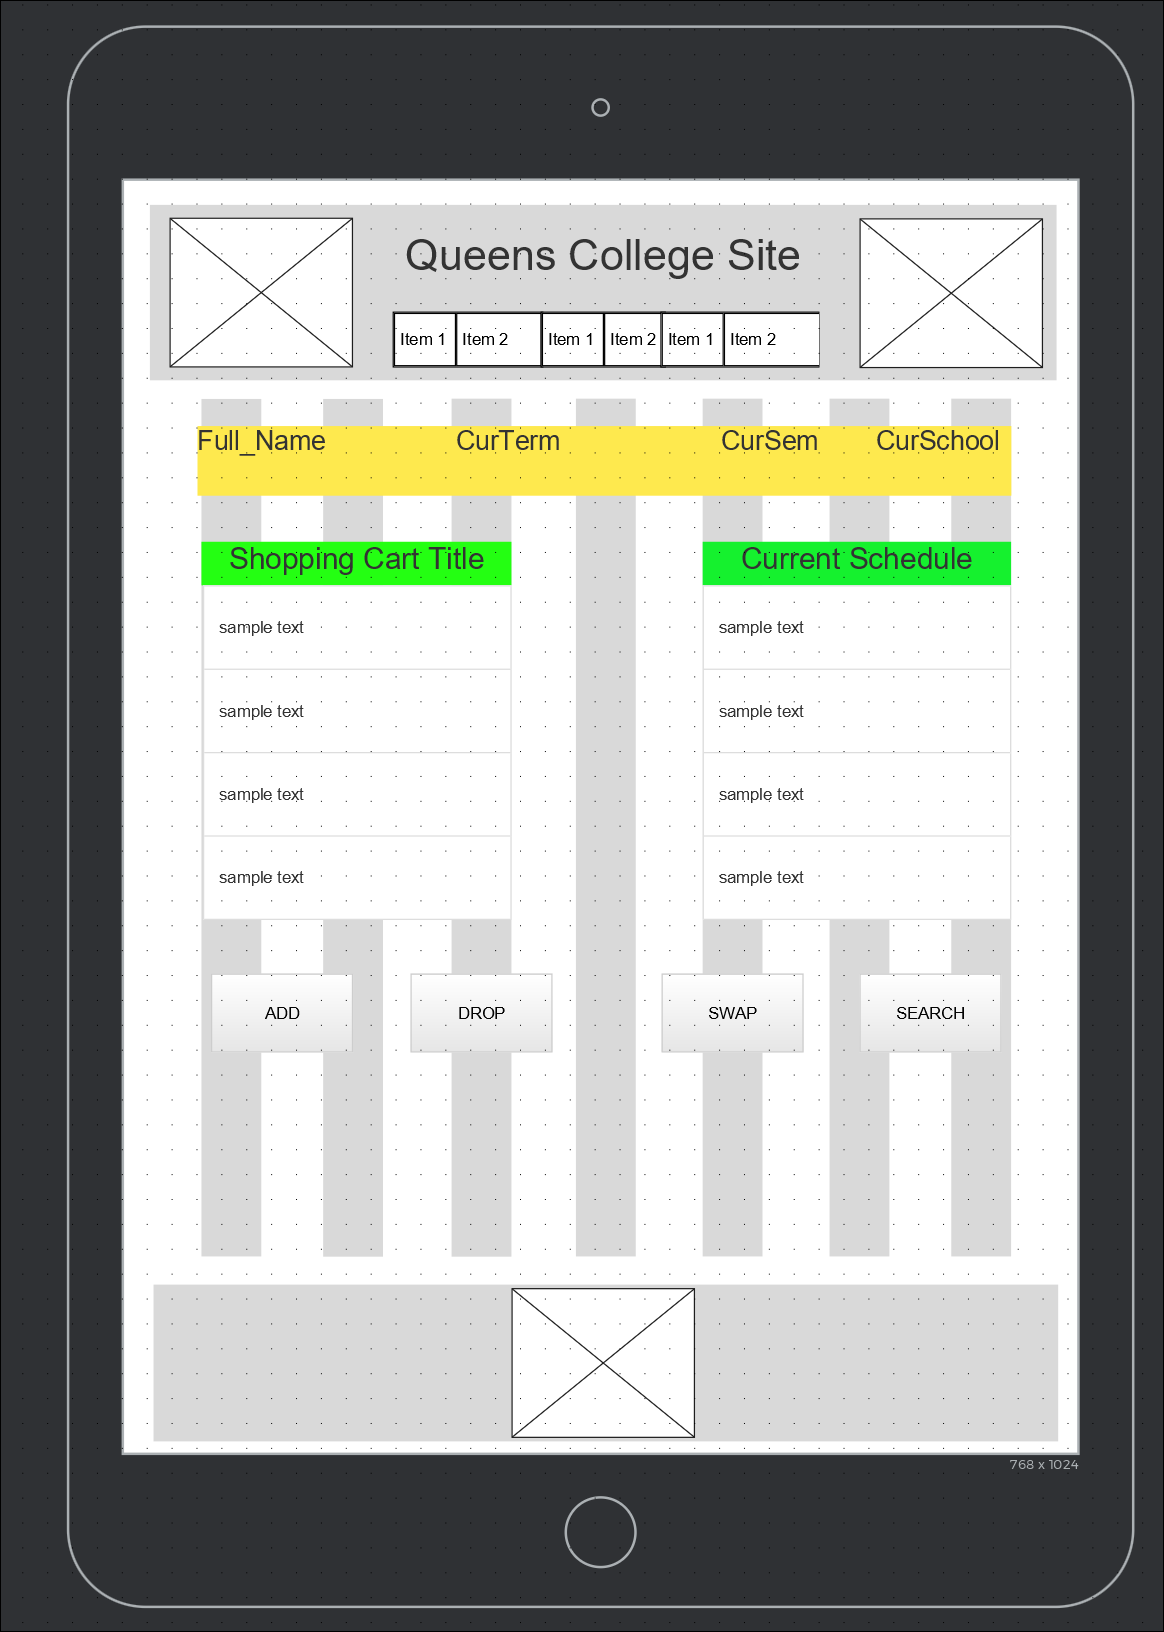 Queens College Site
Item 1 Item 2 Item 1 Item 2 Item 1 Item 2
Full_Name CurTerm CurSem CurSchool
Shopping Cart Title
sample text
sample text
sample text
sample text
Current Schedule
sample text
sample text
sample text
sample text
ADD DROP SWAP SEARCH
768 x 1024